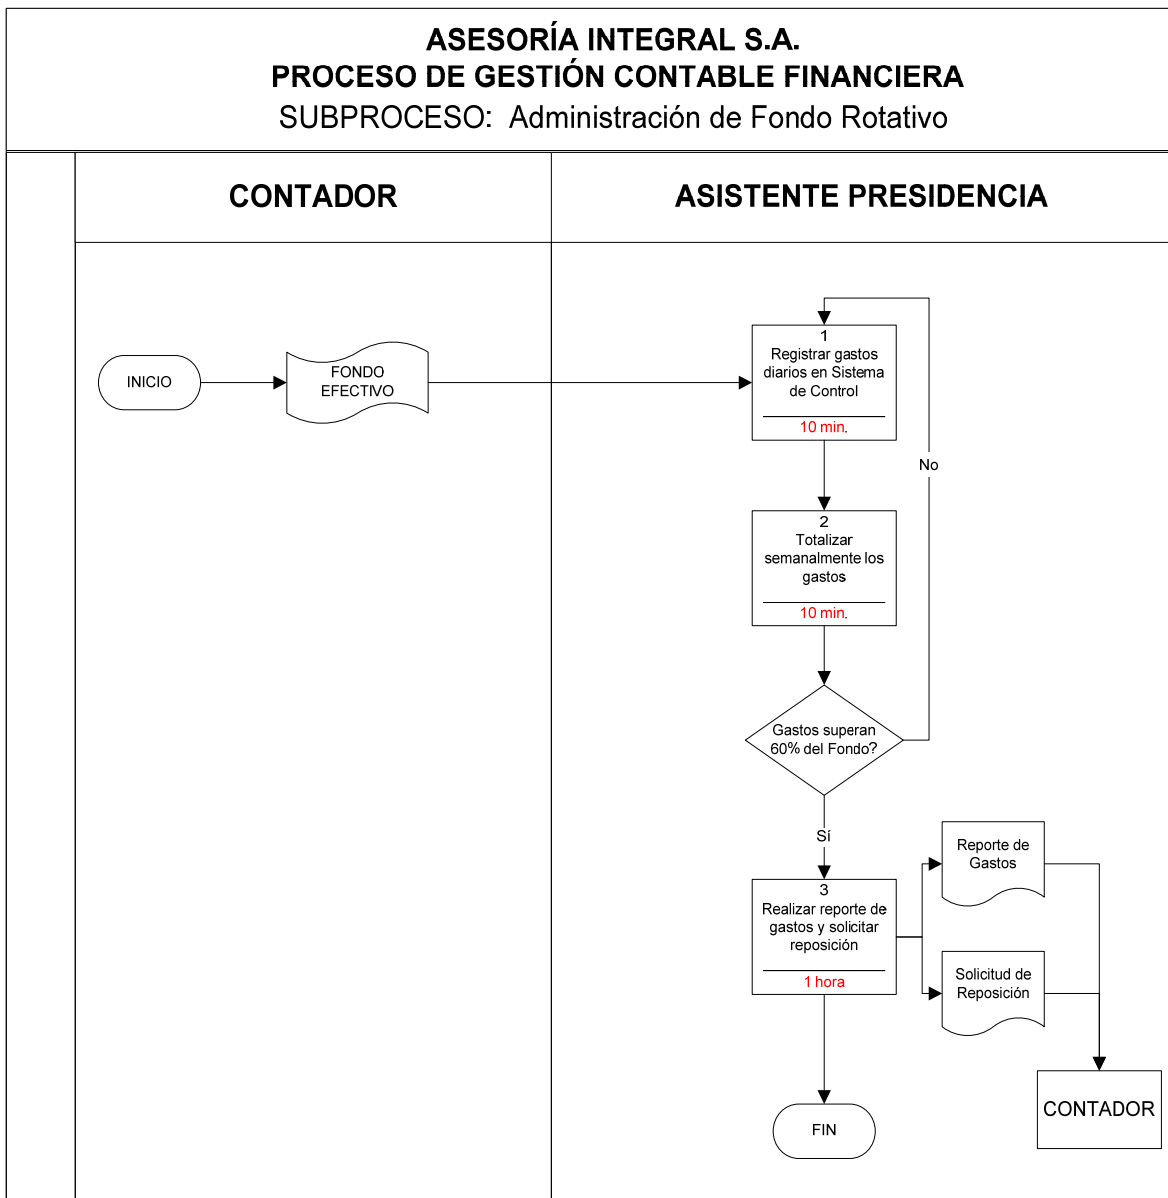 ASESORÍA INTEGRAL S.A.
PROCESO DE GESTIÓN CONTABLE FINANCIERA
SUBPROCESO: Administración de Fondo Rotativo
CONTADOR
ASISTENTE PRESIDENCIA
INICIO
FONDO
EFECTIVO
1
Registrar gastos
diarios en Sistema
de Control
10 min.
No
2
Totalizar
semanalmente los
gastos
10 min.
Gastos superan
60% del Fondo?
Sí
3
Realizar reporte de
gastos y solicitar
reposición
1 hora
Reporte de
Gastos
Solicitud de
Reposición
CONTADOR
FIN